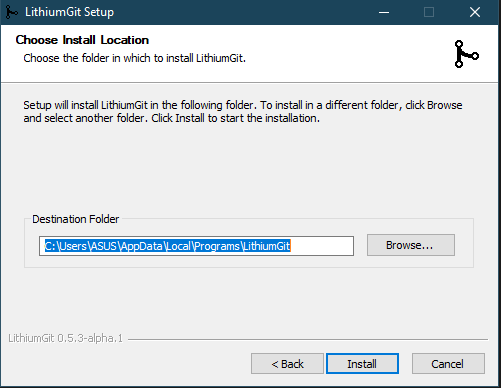 LithiumGit Setup
Choose Install Location
Choose the folder in which to install LithiumGit.
Setup will install LithiumGit in the following folder. To install in a different folder, click Browse
and select another folder. Click Install to start the installation.
Destination Folder
C:\Users\ASUS\AppData\Local\Programs\LithiumGit
Browse...
LithiumGit 0.5.3-alpha.1
< Back
Install
Cancel